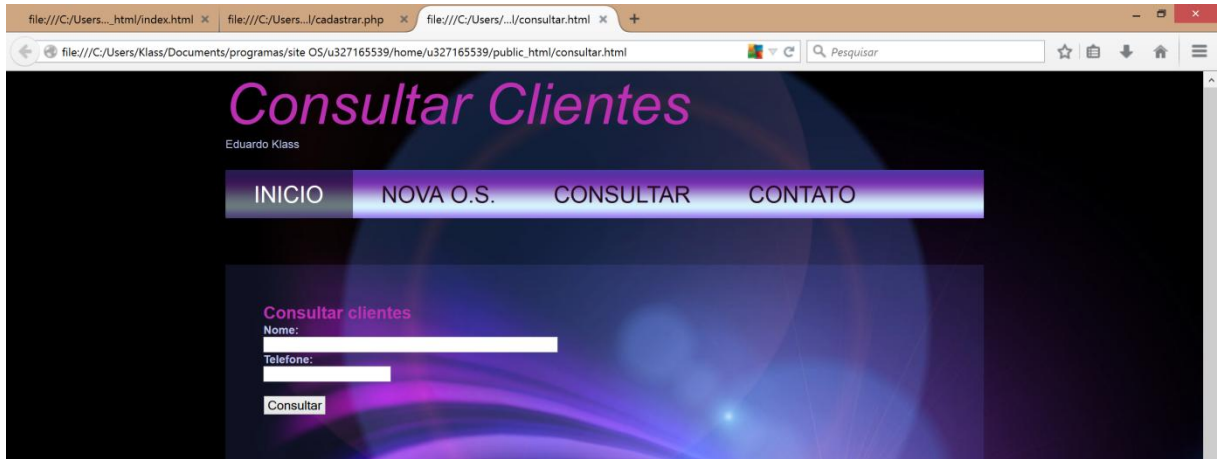 file:///C:/Users..._html/index.html
file:///C:/Users...l/cadastrar.php
file:///C:/Users/...l/consultar.html
file:///C:/Users/Klass/Documents/programas/site OS/u327165539/home/u327165539/public_html/consultar.html
Pesquisar
Consultar Clientes
Eduardo Klass
INICIO NOVA O.S. CONSULTAR CONTATO
Consultar clientes
Nome:
Telefone:
Consultar